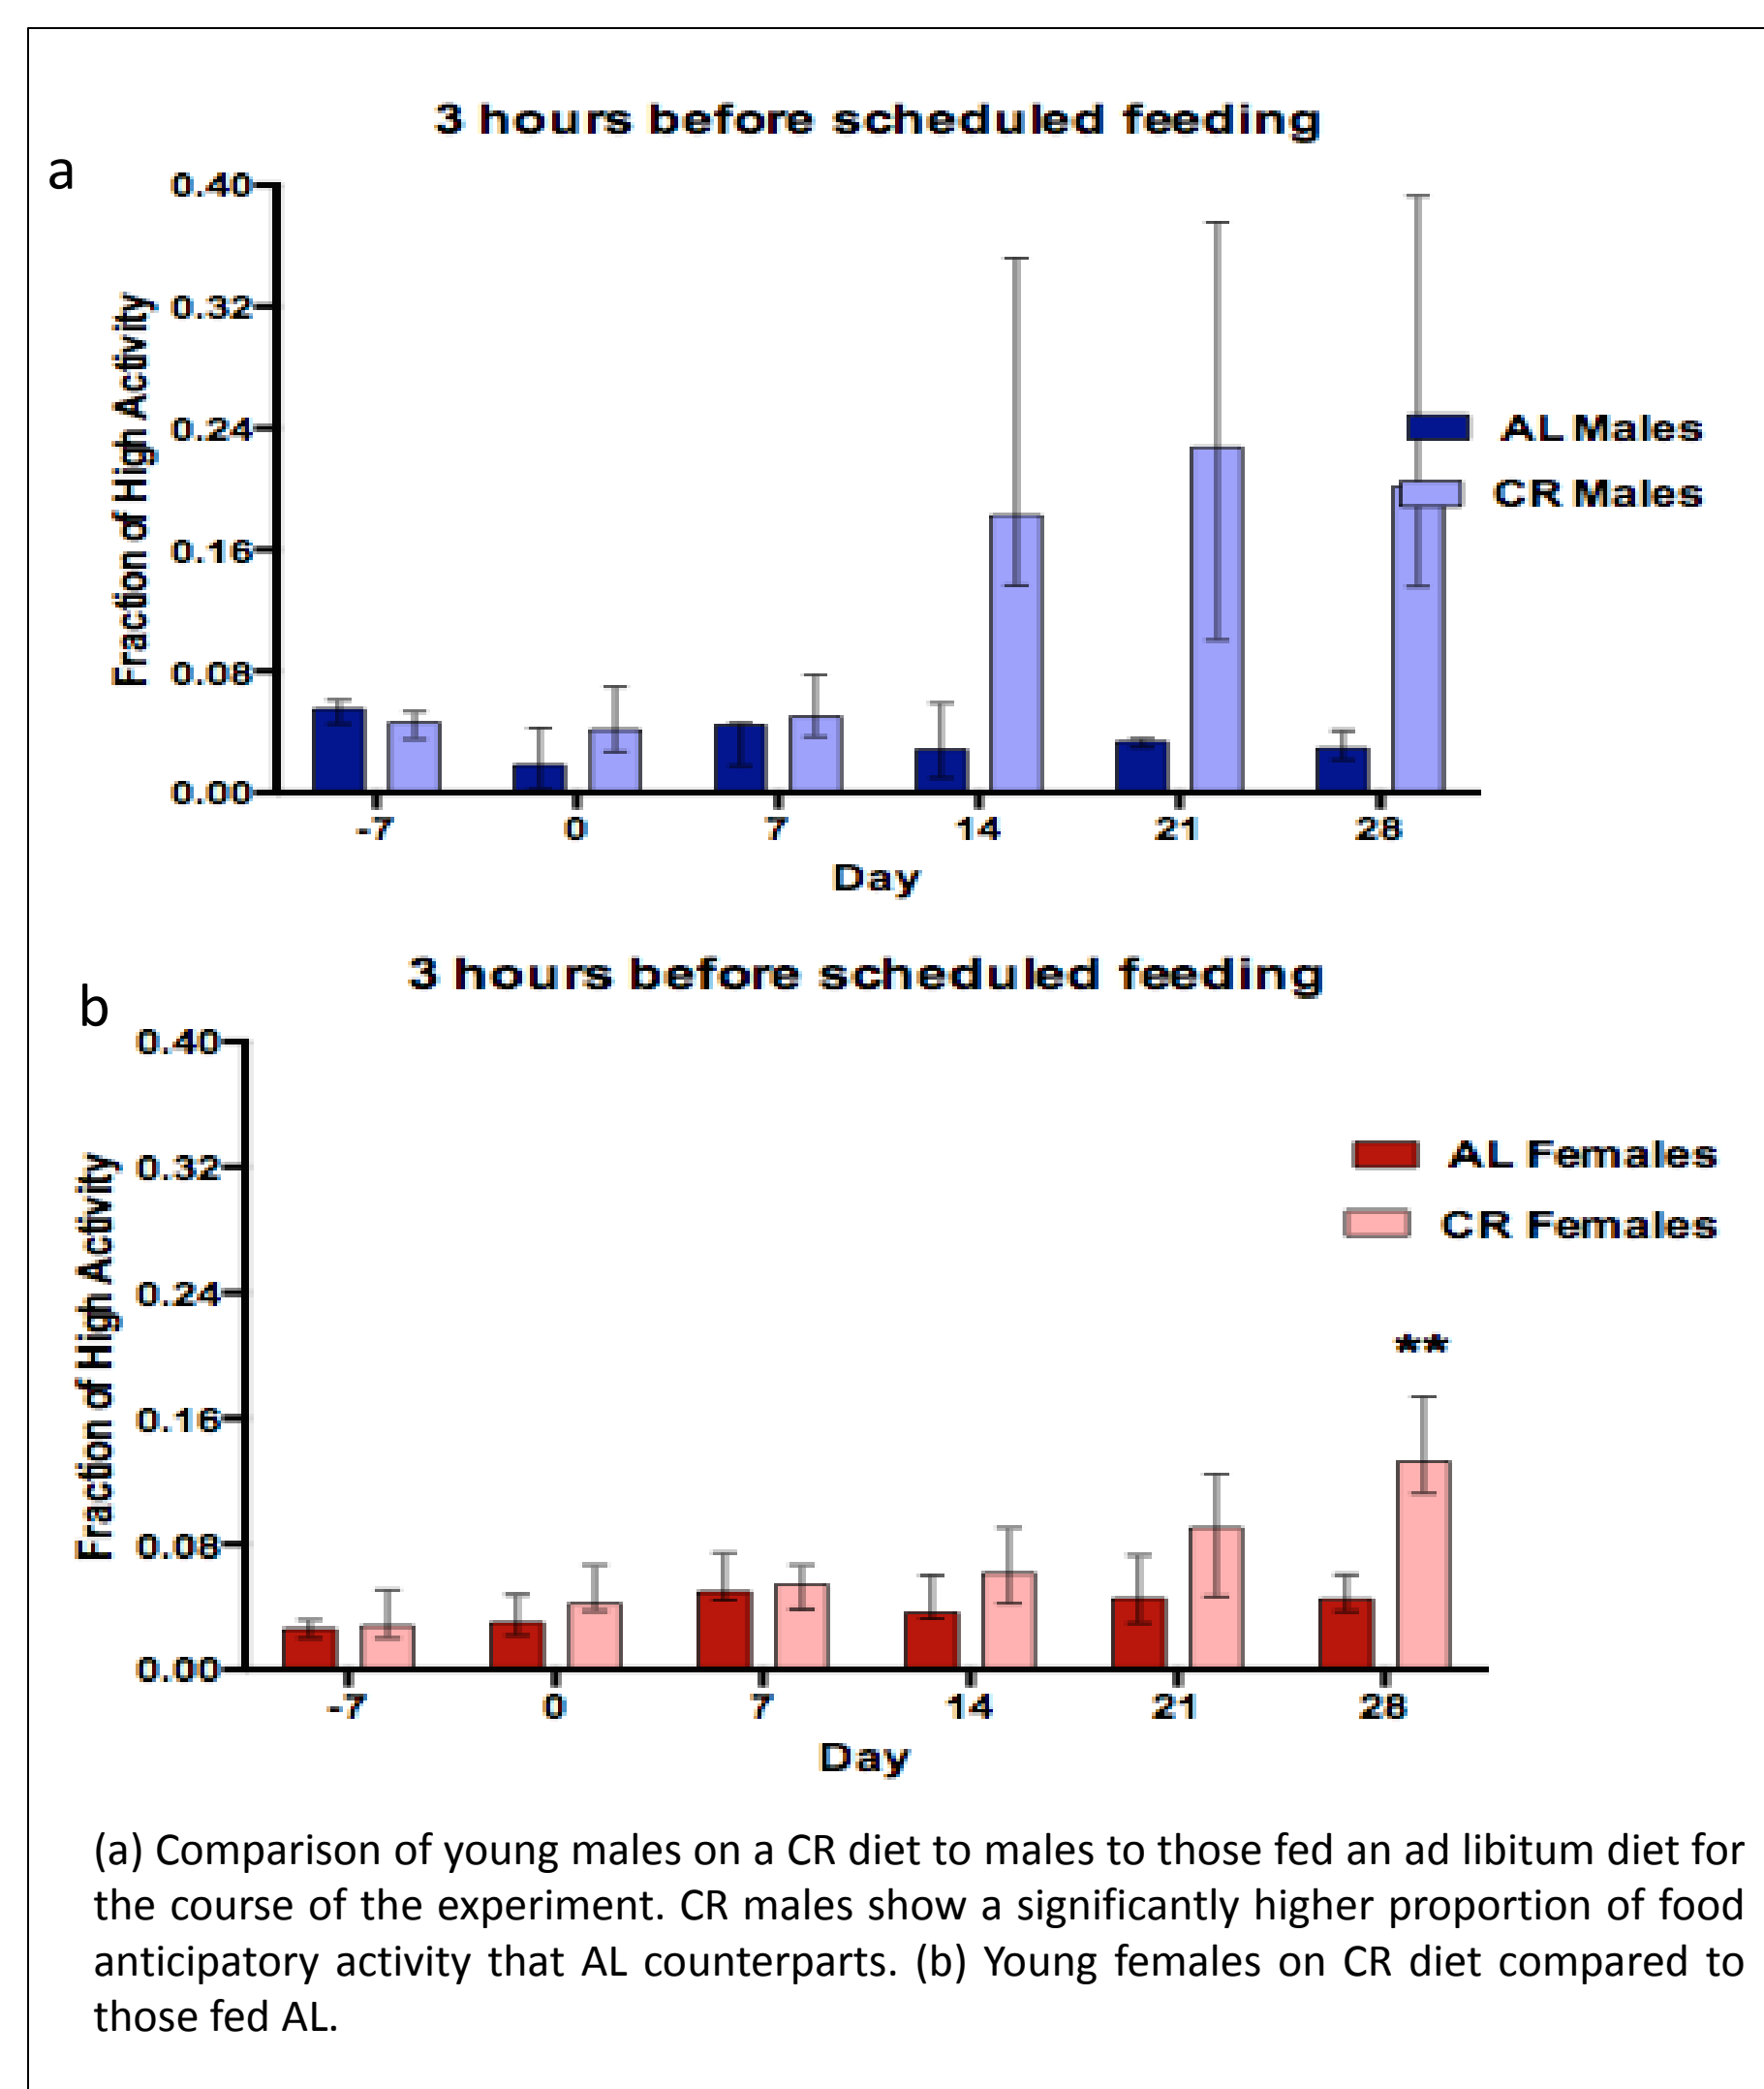 3 hours before scheduled feeding
a
0.40
0.32
0.24
0.16
0.08
0.00
Fraction of High Activity
AL Males
CR Males
-7 0 7 14 21 28
Day
3 hours before scheduled feeding
b
0.40
0.32
0.24
0.16
0.08
0.00
Fraction of High Activity
AL Females
CR Females
**
-7 0 7 14 21 28
Day
(a) Comparison of young males on a CR diet to males to those fed an ad libitum diet for
the course of the experiment. CR males show a significantly higher proportion of food
anticipatory activity that AL counterparts. (b) Young females on CR diet compared to
those fed AL.